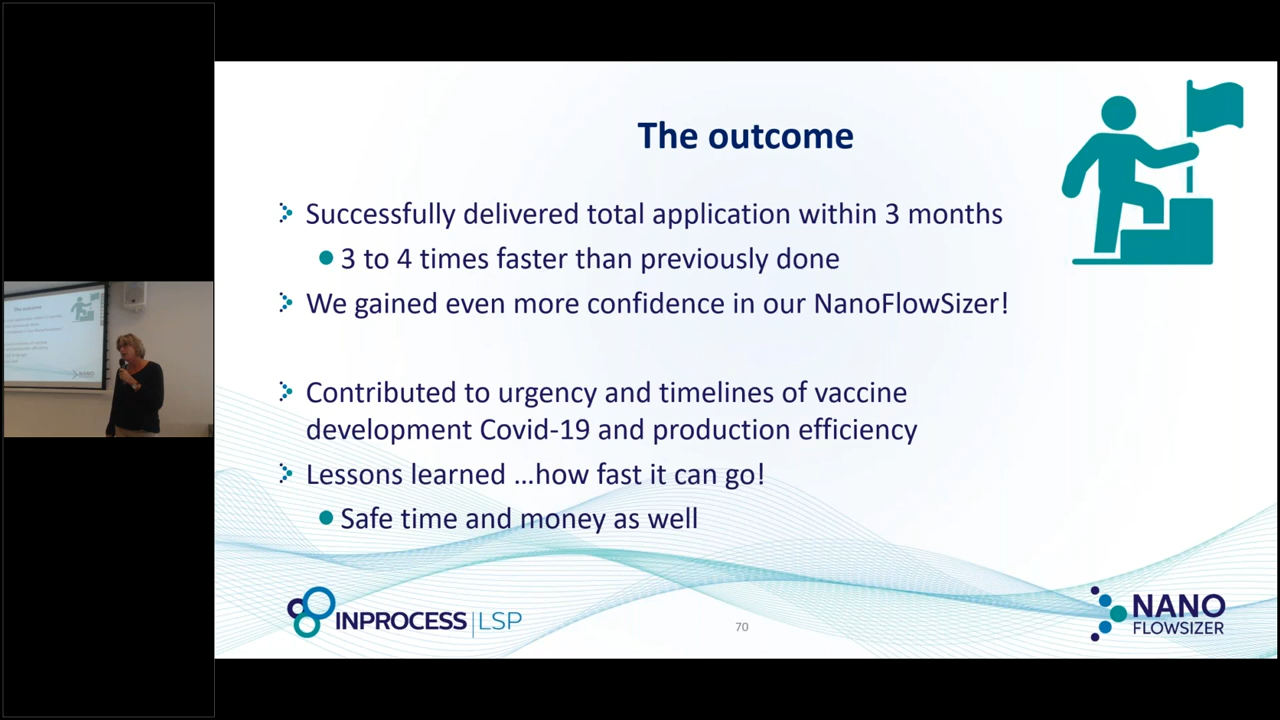 The outcome
Successfully delivered total application within 3 months
3 to 4 times faster than previously done
We gained even more confidence in our NanoFlowSizer!
Contributed to urgency and timelines of vaccine
development Covid-19 and production efficiency
Lessons learned ...how fast it can go!
Safe time and money as well
INPROCESS|LSP
70
NANO
FLOWSIZER
The outcome